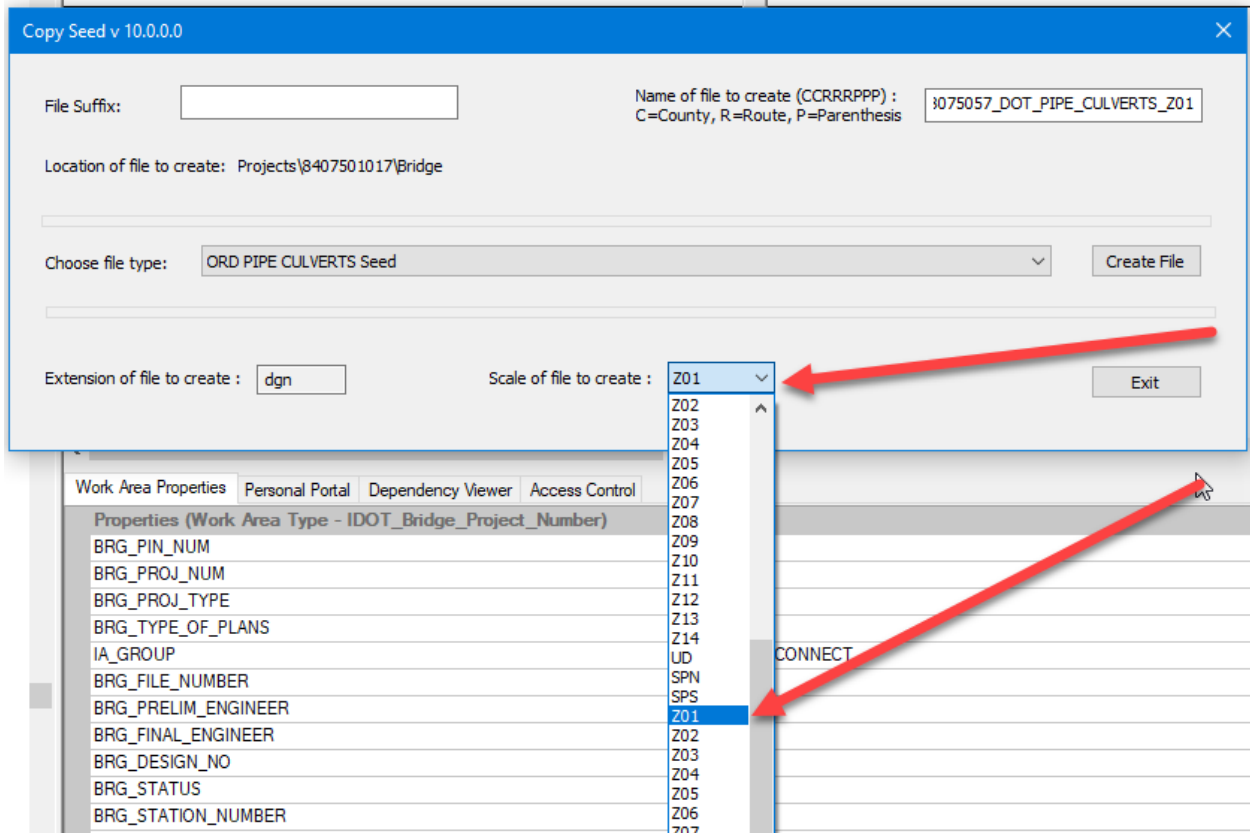 Copy Seed v 10.0.0.0
File Suffix:
Name of file to create (CCRRRPPP) :
C=County, R=Route, P=Parenthesis
3075057_DOT_PIPE_CULVERTS_Z01
Location of file to create: Projects\8407501017\Bridge
Choose file type: ORD PIPE CULVERTS Seed Create File
Extension of file to create : dgn Scale of file to create : Z01 Exit
Z02
Z03
Z04
Z05
Z06
Z07
Z08
Z09
Z10
Z11
Z12
Z13
Z14
UD
SPN
SPS
Z01
Z02
Z03
Z04
Z05
Z06
Z07
Work Area Properties Personal Portal Dependency Viewer Access Control
Properties (Work Area Type - IDOT_Bridge_Project_Number)
BRG_PIN_NUM
BRG_PROJ_NUM
BRG_PROJ_TYPE
BRG_TYPE_OF_PLANS
IA_GROUP CONNECT
BRG_FILE_NUMBER
BRG_PRELIM_ENGINEER
BRG_FINAL_ENGINEER
BRG_DESIGN_NO
BRG_STATUS
BRG_STATION_NUMBER